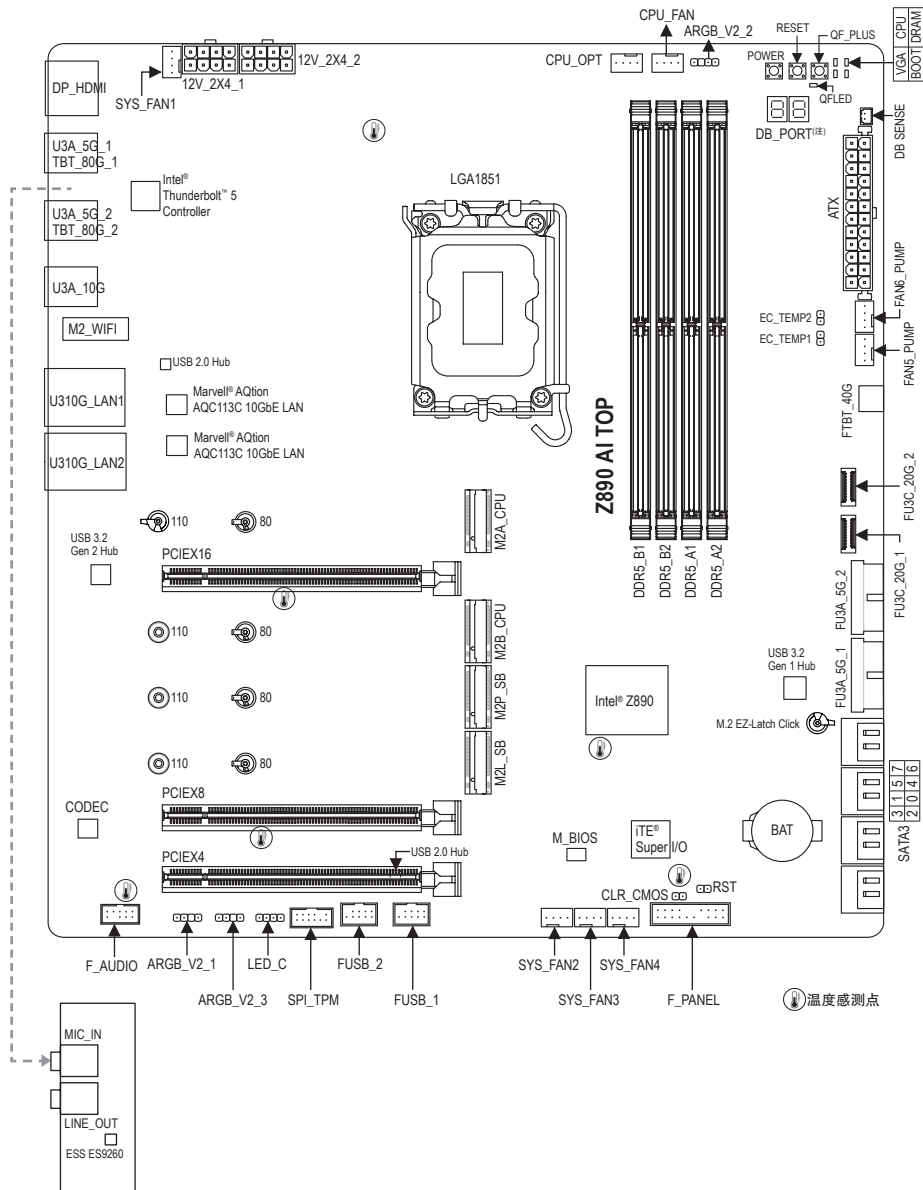 CPU_FAN
ARGB_V2_2
RESET
QF_PLUS
CPU
DRAM
VGA
BOOT
CPU_OPT
POWER
12V_2X4_2
12V_2X4_1
SYS_FAN1
DP_HDMI
QFLED
DB_PORT(注)
DB SENSE
U3A_5G_1
TBT_80G_1
Intel®
Thunderbolt™ 5
Controller
LGA1851
ATX
U3A_5G_2
TBT_80G_2
U3A_10G
FAN6_PUMP
EC_TEMP2
EC_TEMP1
M2_WIFI
FAN5_PUMP
USB 2.0 Hub
U310G_LAN1
Marvell® AQtion
AQC113C 10GbE LAN
FTBT_40G
U310G_LAN2
Marvell® AQtion
AQC113C 10GbE LAN
Z890 AI TOP
FU3C_20G_2
110
80
M2A_CPU
USB 3.2
Gen 2 Hub
PCIEX16
DDR5_B1
DDR5_B2
DDR5_A1
DDR5_A2
FU3C_20G_1
FU3A_5G_2
110
80
M2B_CPU
USB 3.2
Gen 1 Hub
FU3A_5G_1
110
80
M2P_SB
Intel® Z890
M.2 EZ-Latch Click
110
80
M2L_SB
3 1 5 7
2 0 4 6
SATA3
CODEC
PCIEX8
M_BIOS
iTE®
Super I/O
BAT
PCIEX4
USB 2.0 Hub
CLR_CMOS
RST
F_AUDIO
ARGB_V2_1
LED_C
FUSB_2
SYS_FAN2
SYS_FAN4
ARGB_V2_3
SPI_TPM
FUSB_1
SYS_FAN3
F_PANEL
温度感测点
MIC_IN
LINE_OUT
ESS ES9260